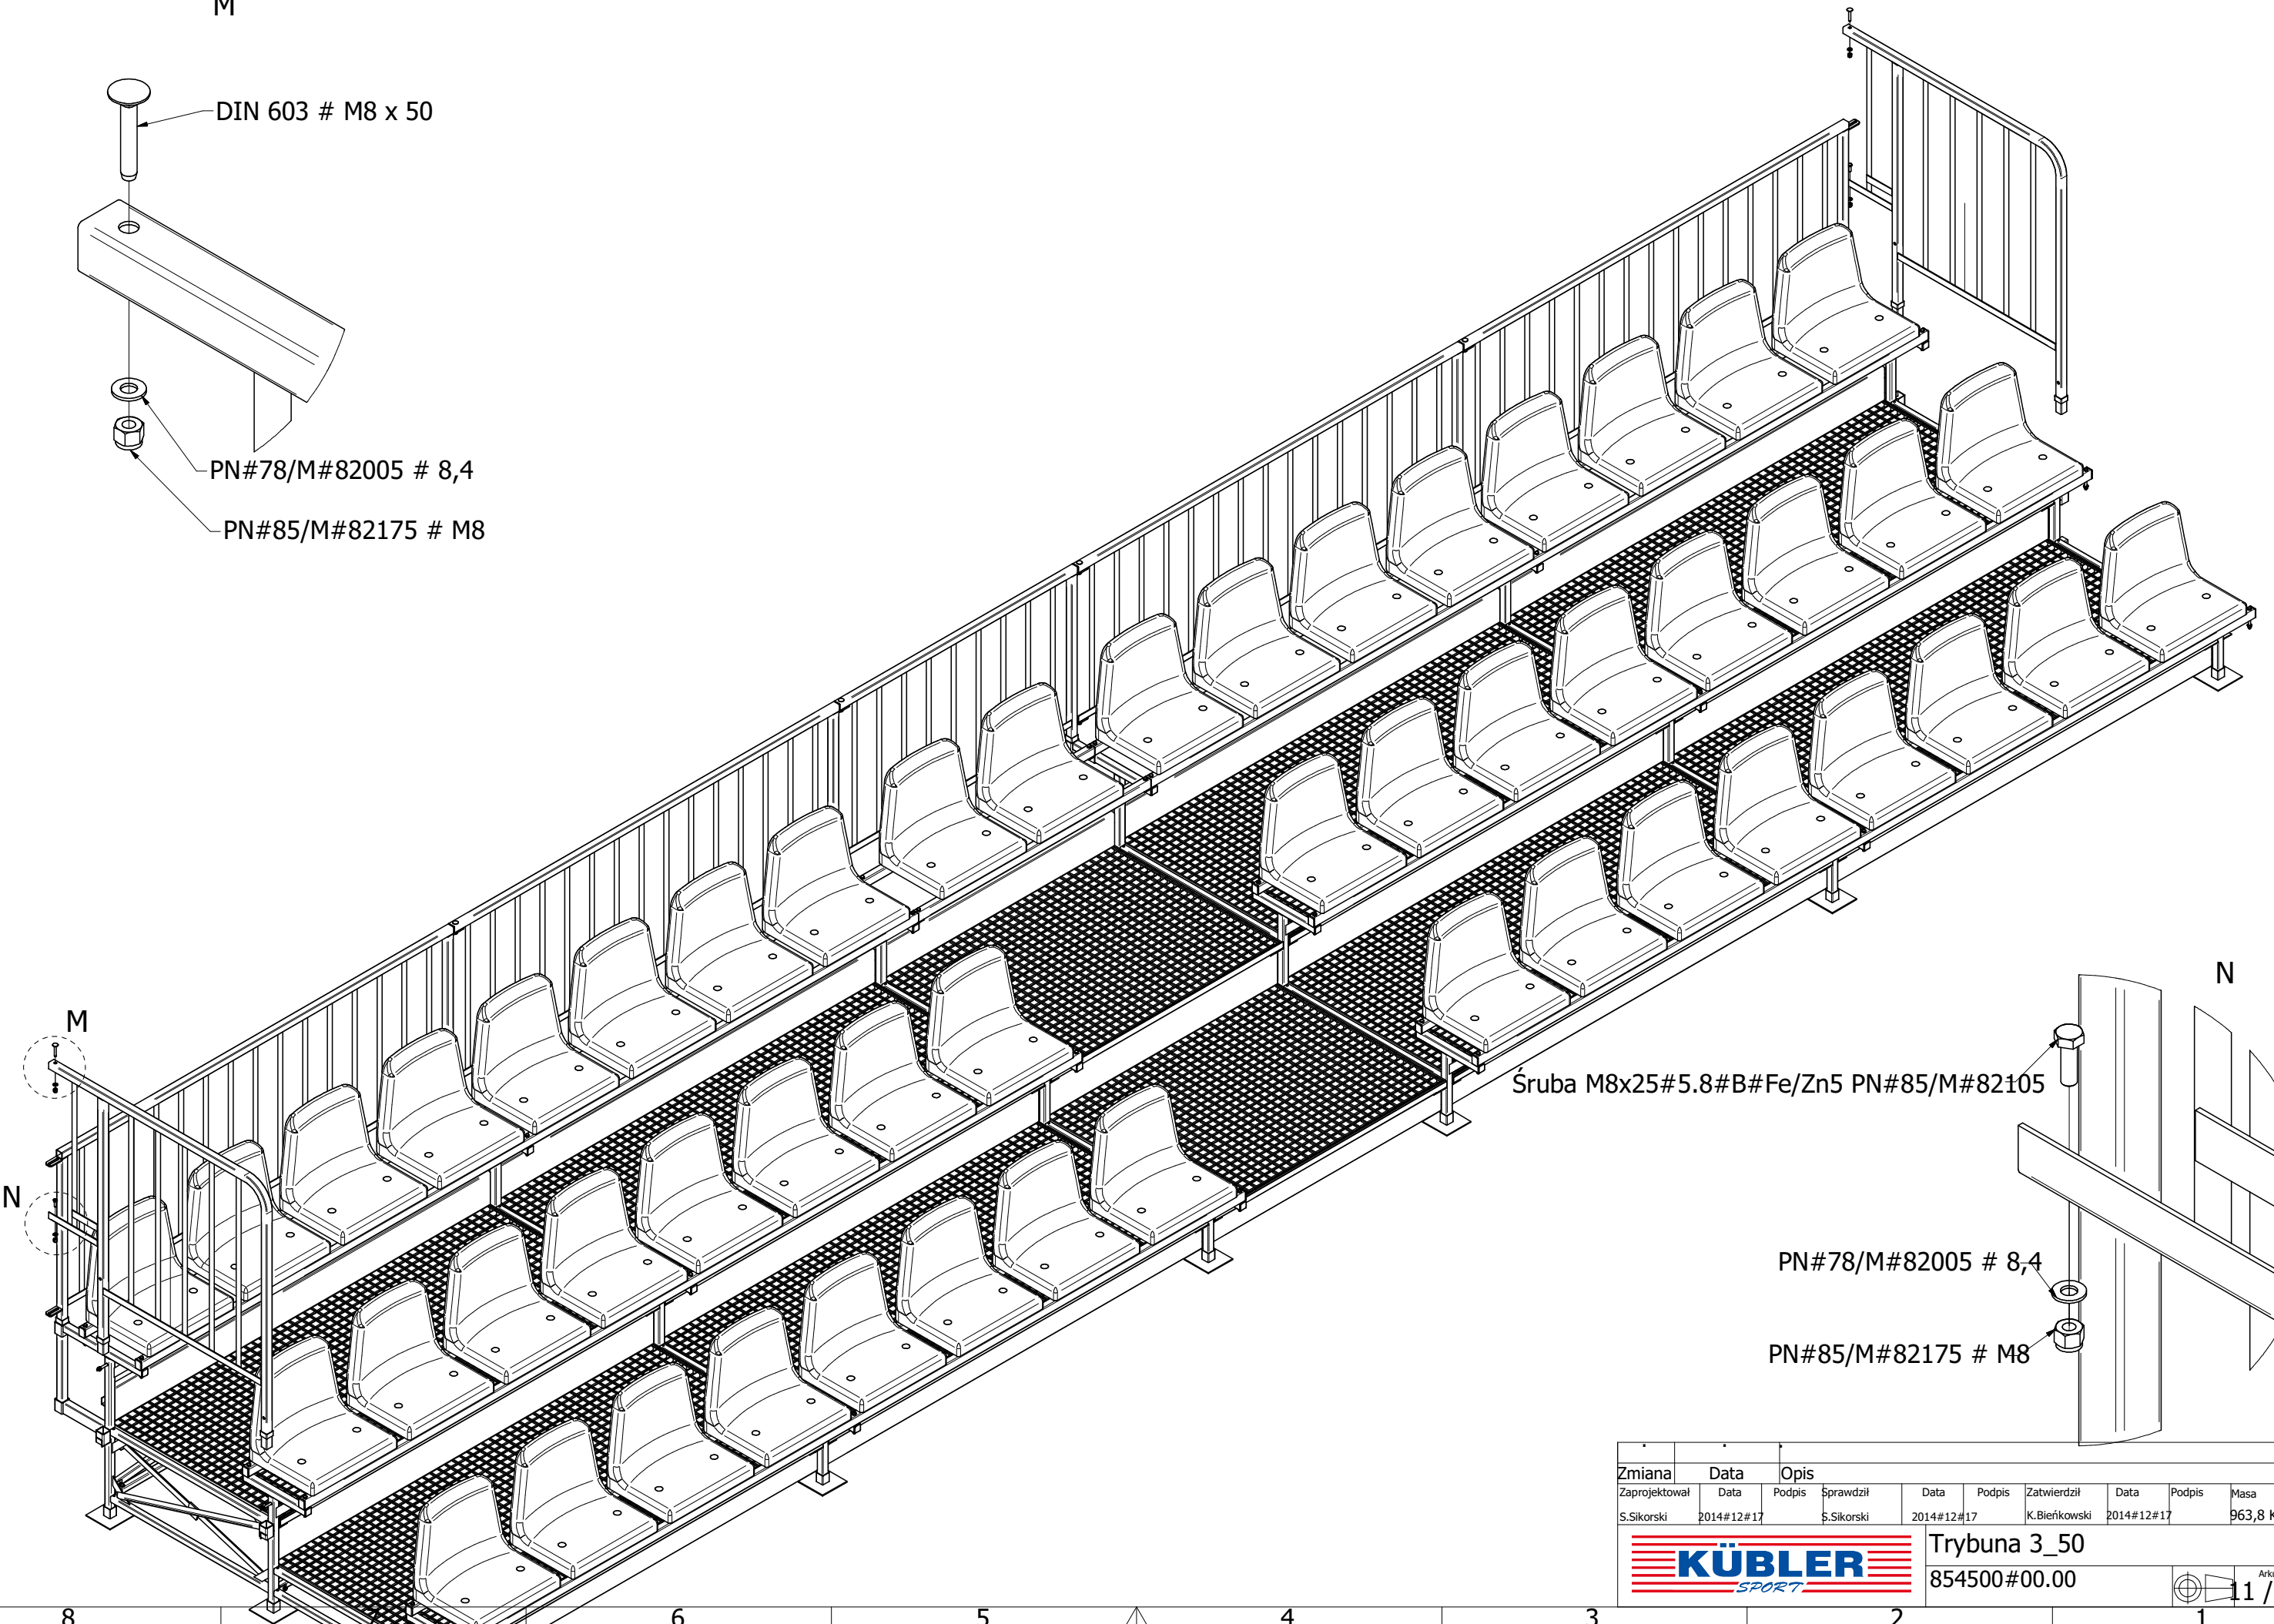 M
DIN 603 # M8 x 50
PN#78/M#82005 # 8,4
PN#85/M#82175 # M8
M
N
N
Śruba M8x25#5.8#B#Fe/Zn5 PN#85/M#82105
PN#78/M#82005 # 8,4
PN#85/M#82175 # M8
Zmiana Data Opis
Zaprojektował Data Podpis Sprawdził Data Podpis Zatwierdził Data Podpis Masa
S.Sikorski 2014#12#17 S.Sikorski 2014#12#17 K.Bieńkowski 2014#12#17 963,8 K
KÜBLER
SPORT
Trybuna 3_50
854500#00.00
11 /
8 6 5 4 3 2 1